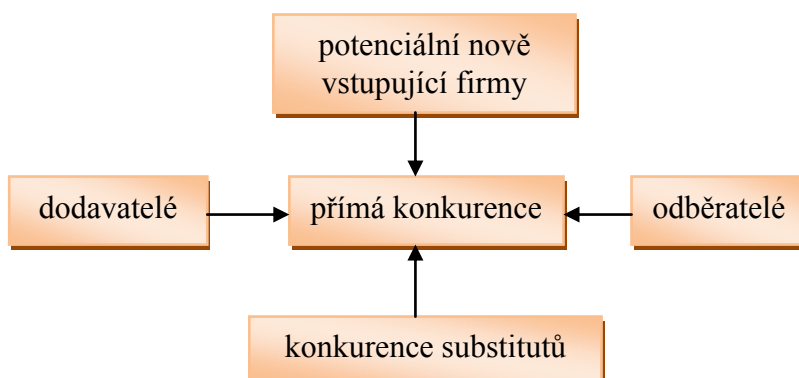 potenciální nově
vstupující firmy
dodavatelé
přímá konkurence
odběratelé
konkurence substitutů